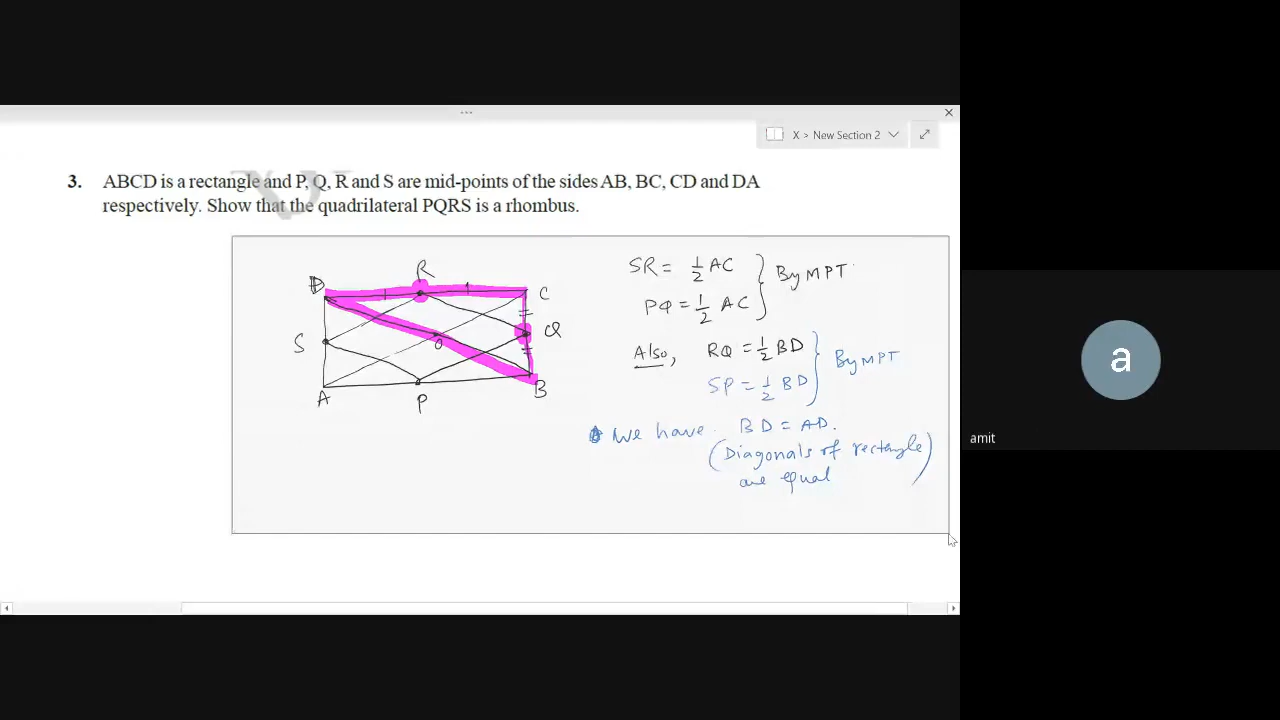 X > New Section 2
3. ABCD is a rectangle and P, Q, R and S are mid-points of the sides AB, BC, CD and DA
respectively. Show that the quadrilateral PQRS is a rhombus.
D R C
S O Q
A P B
SR = 1/2 AC
PQ = 1/2 AC } By MPT
Also, RQ = 1/2 BD
SP = 1/2 BD } By MPT
We have BD = AD.
(Diagonals of rectangle
are equal)
a
amit